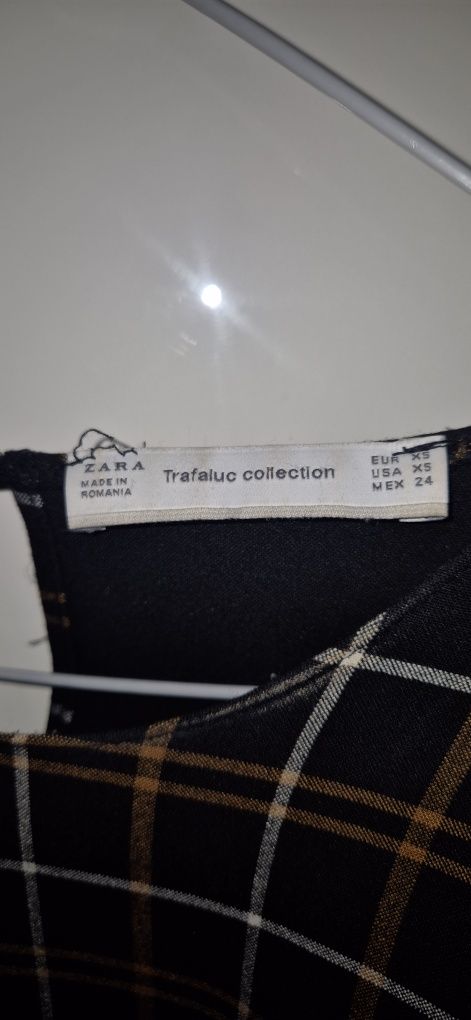 ZARA
MADE IN
ROMANIA
Trafaluc collection
EUR XS
USA XS
MEX 24